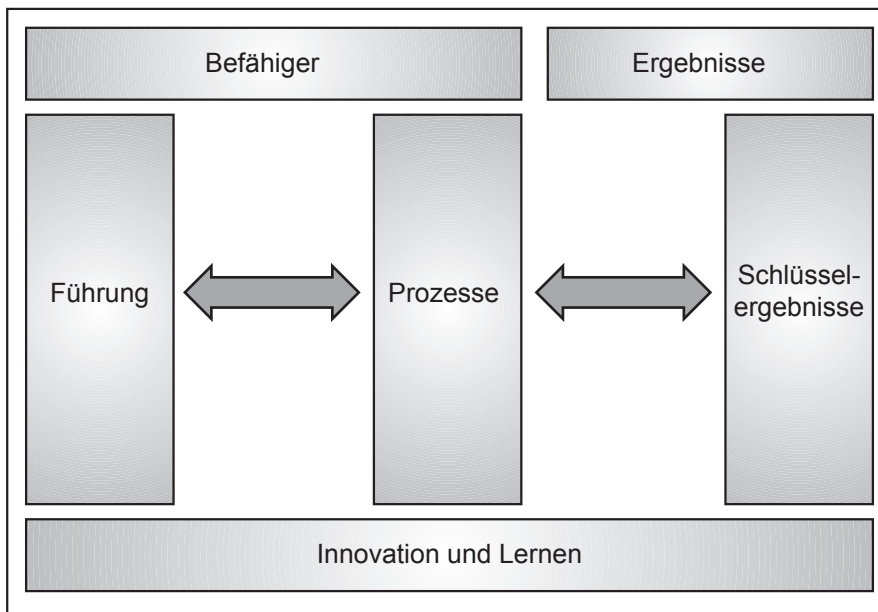 Befähiger
Ergebnisse
Führung
Prozesse
Schlüssel-
ergebnisse
Innovation und Lernen